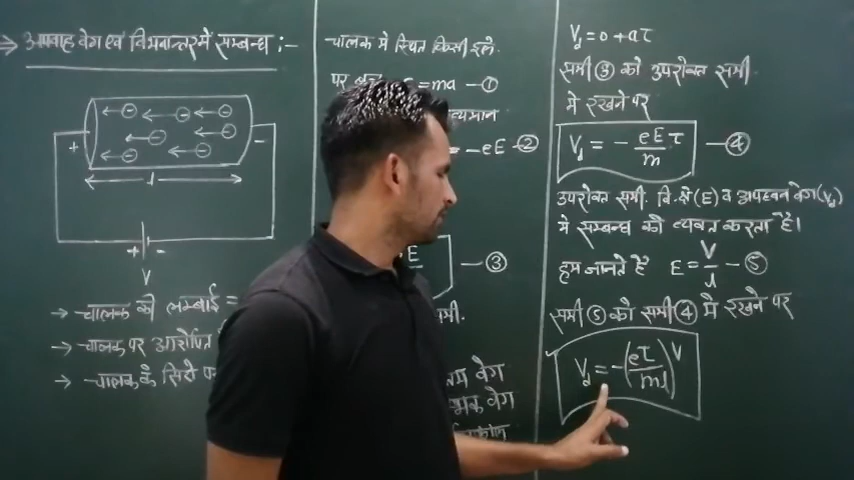 ⇒ अपवाह वेग एवं विभवान्तर में सम्बन्ध ;-
+ -
l
+ -
V
→ चालक की लम्बाई =
→ चालक पर आरोपित
→ चालक के सिरों
चालक में स्थित किसी इले.
पर बल =ma -①
= -eE -②
E -③
समी.
वेग
वेग
V_d = 0 + aτ
समी ③ को उपरोक्त समी
में रखने पर
V_d = - eE/m τ -④
उपरोक्त समी. वि.क्षे (E) व अपवहन वेग (V_d)
में सम्बन्ध को व्यक्त करता है।
हम जानते हैं E = V/l -⑤
समी ⑤ को समी ④ में रखने पर
V_d = -(eτ/ml)V